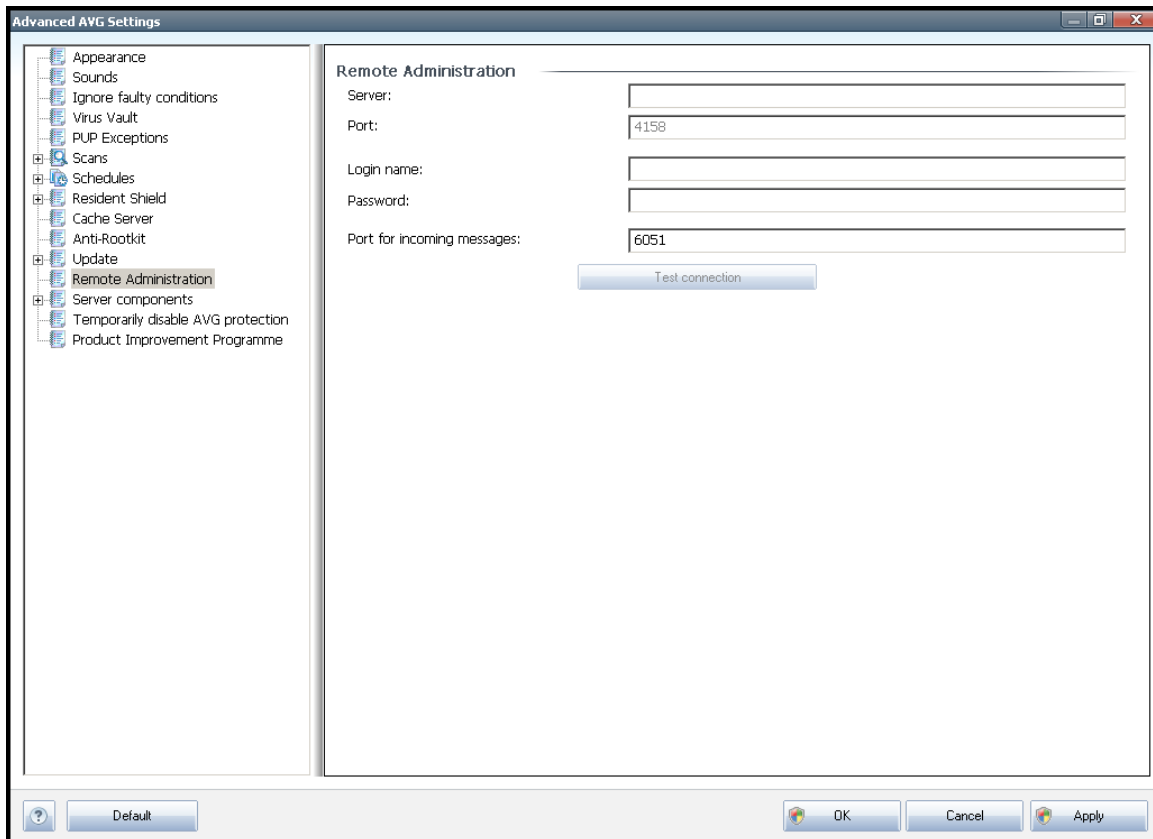 Advanced AVG Settings
Appearance
Sounds
Ignore faulty conditions
Virus Vault
PUP Exceptions
Scans
Schedules
Resident Shield
Cache Server
Anti-Rootkit
Update
Remote Administration
Server components
Temporarily disable AVG protection
Product Improvement Programme
Remote Administration
Server:
Port: 4158
Login name:
Password:
Port for incoming messages: 6051
Test connection
? Default OK Cancel Apply